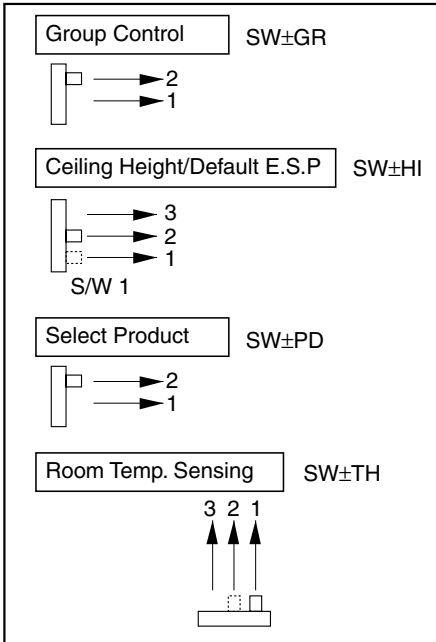 Group Control SW±GR
2
1
Ceiling Height/Default E.S.P SW±HI
3
2
1
S/W 1
Select Product SW±PD
2
1
Room Temp. Sensing SW±TH
3 2 1